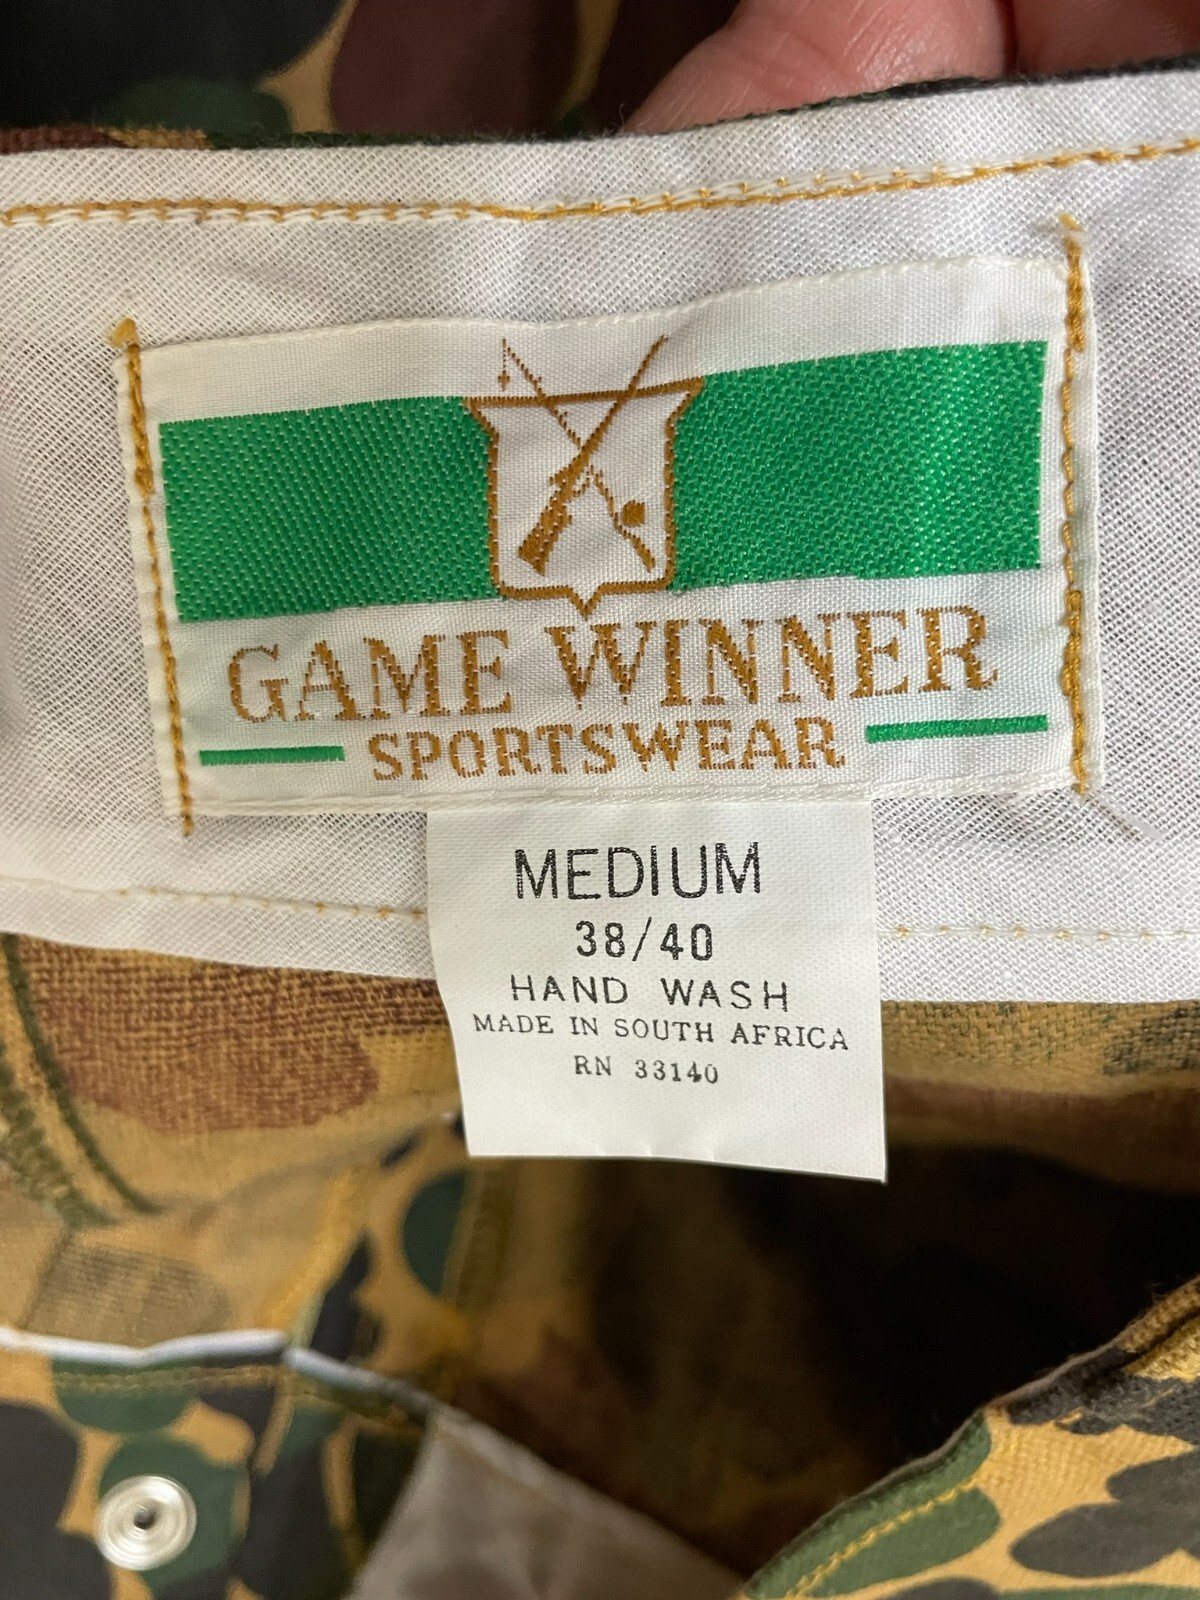 GAME WINNER
SPORTSWEAR
MEDIUM
38/40
HAND WASH
MADE IN SOUTH AFRICA
RN 33140